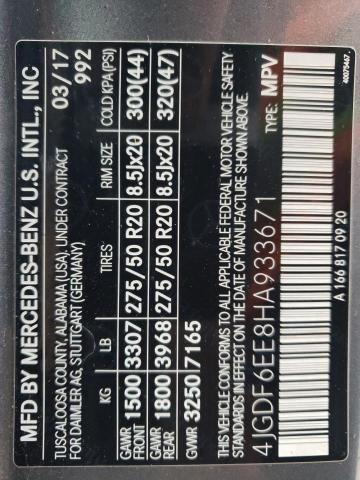 MFD BY MERCEDES-BENZ U.S. INTL., INC
TUSCALOOSA COUNTY, ALABAMA (USA), UNDER CONTRACT 03/17
FOR DAIMLER AG, STUTTGART (GERMANY) 992
KG LB TIRES RIM SIZE COLD KPA(PSI)
GAWR FRONT 1500 3307 275/50 R20 8.5Jx20 300(44)
GAWR REAR 1800 3968 275/50 R20 8.5Jx20 320(47)
GVWR 3250 7165
THIS VEHICLE CONFORMS TO ALL APPLICABLE FEDERAL MOTOR VEHICLE SAFETY
STANDARDS IN EFFECT ON THE DATE OF MANUFACTURE SHOWN ABOVE.
4JGDF6EE8HA933671 TYPE: MPV
A 166 817 09 20
40075467.